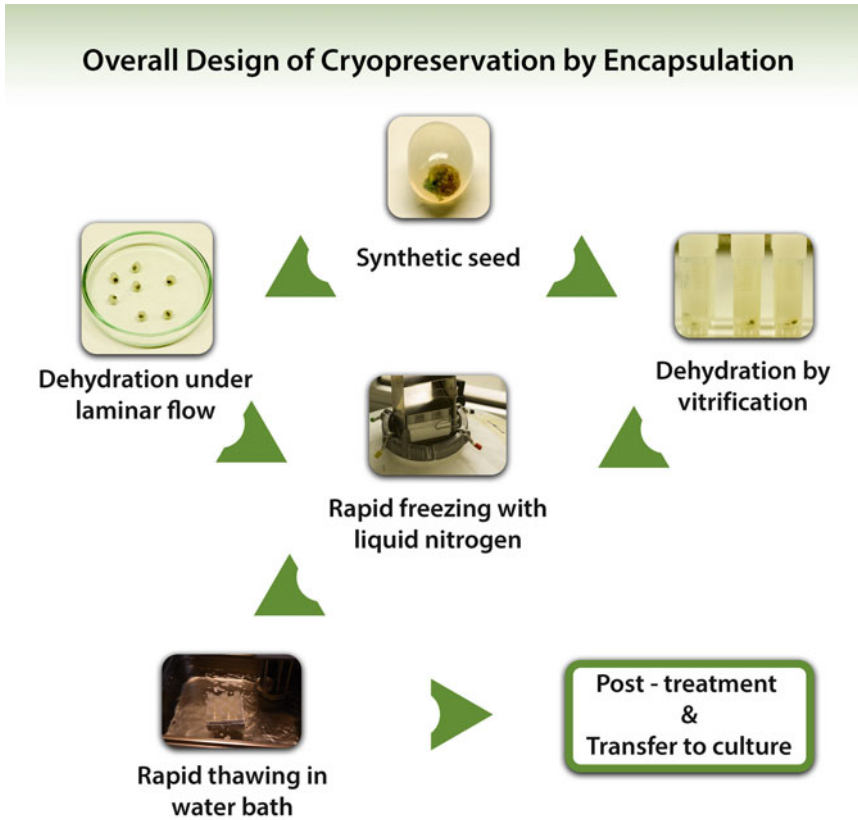 Overall Design of Cryopreservation by Encapsulation
Synthetic seed
Dehydration under
laminar flow
Dehydration by
vitrification
Rapid freezing with
liquid nitrogen
Rapid thawing in
water bath
Post - treatment
&
Transfer to culture